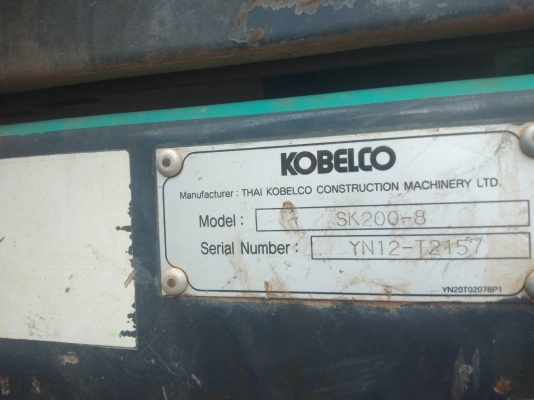 KOBELCO
Manufacturer : THAI KOBELCO CONSTRUCTION MACHINERY LTD.
Model : SK200-8
Serial Number : YN12-T2157
YN20T02078P1